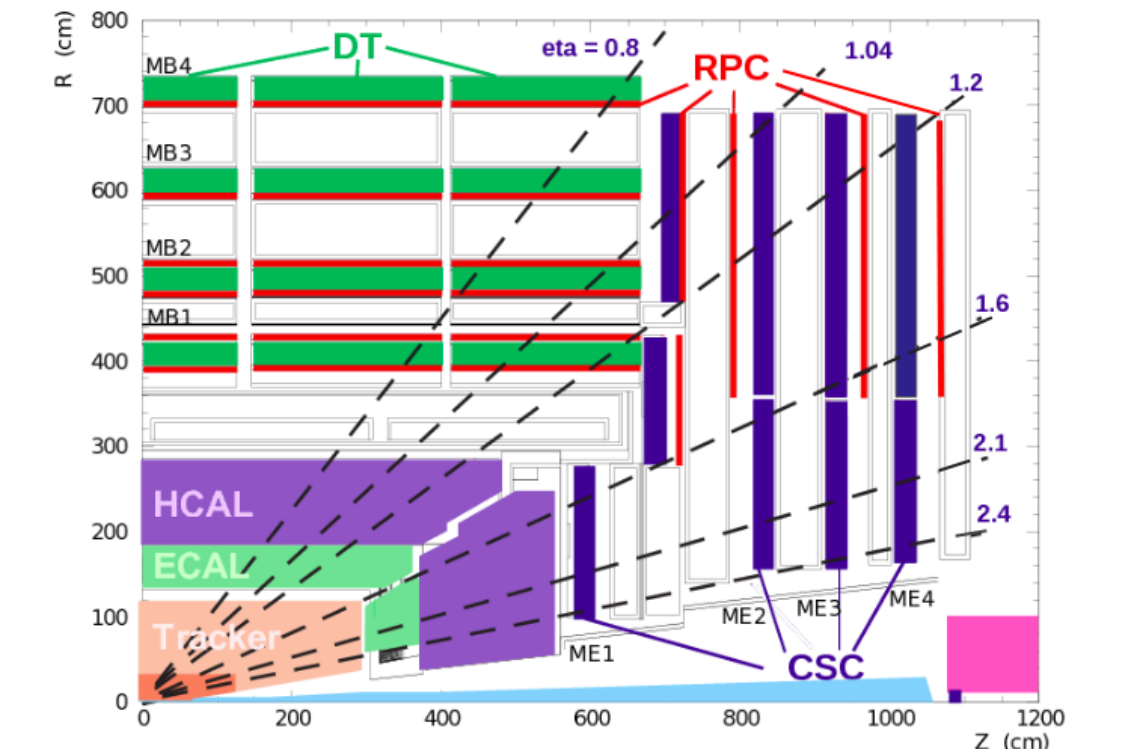 R (cm)
800
700
600
500
400
300
200
100
0
0
200
400
600
800
1000
1200
Z (cm)
DT
eta = 0.8
1.04
RPC
1.2
MB4
MB3
MB2
MB1
1.6
2.1
2.4
HCAL
ECAL
Tracker
ME1
ME2
ME3
ME4
CSC